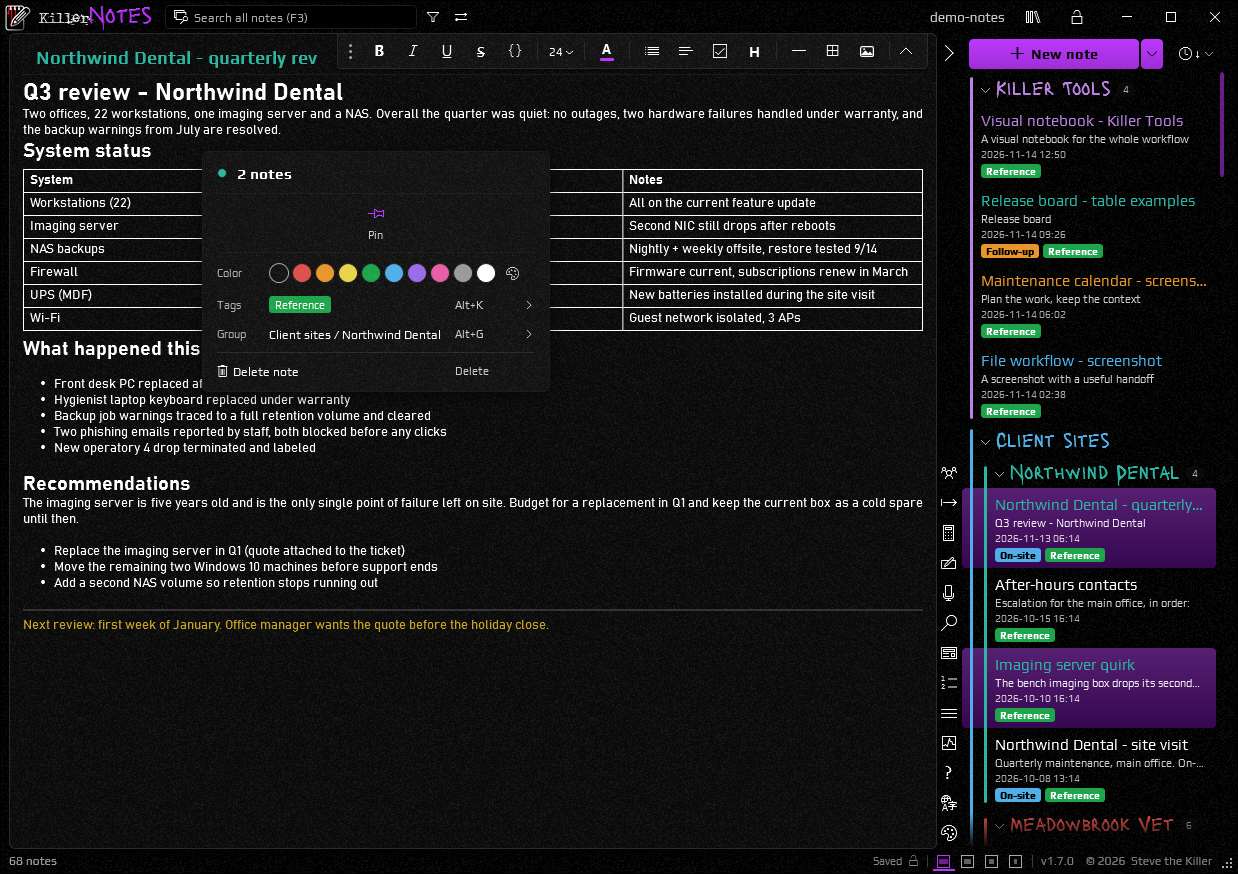 KillerNOTES
Search all notes (F3)
demo-notes
Northwind Dental - quarterly rev
B I U S {} 24 A H
New note
Q3 review - Northwind Dental
Two offices, 22 workstations, one imaging server and a NAS. Overall the quarter was quiet: no outages, two hardware failures handled under warranty, and
the backup warnings from July are resolved.
System status
System Notes
Workstations (22) All on the current feature update
Imaging server Second NIC still drops after reboots
NAS backups Nightly + weekly offsite, restore tested 9/14
Firewall Firmware current, subscriptions renew in March
UPS (MDF) New batteries installed during the site visit
Wi-Fi Guest network isolated, 3 APs
What happened this
• Front desk PC replaced af
• Hygienist laptop keyboard replaced under warranty
• Backup job warnings traced to a full retention volume and cleared
• Two phishing emails reported by staff, both blocked before any clicks
• New operatory 4 drop terminated and labeled
Recommendations
The imaging server is five years old and is the only single point of failure left on site. Budget for a replacement in Q1 and keep the current box as a cold spare
until then.
• Replace the imaging server in Q1 (quote attached to the ticket)
• Move the remaining two Windows 10 machines before support ends
• Add a second NAS volume so retention stops running out
Next review: first week of January. Office manager wants the quote before the holiday close.
2 notes
Pin
Color
Tags Reference Alt+K
Group Client sites / Northwind Dental Alt+G
Delete note Delete
KILLER TOOLS 4
Visual notebook - Killer Tools
A visual notebook for the whole workflow
2026-11-14 12:50
Reference
Release board - table examples
Release board
2026-11-14 09:26
Follow-up Reference
Maintenance calendar - screens...
Plan the work, keep the context
2026-11-14 06:02
Reference
File workflow - screenshot
A screenshot with a useful handoff
2026-11-14 02:38
Reference
CLIENT SITES
NORTHWIND DENTAL 4
Northwind Dental - quarterly...
Q3 review - Northwind Dental
2026-11-13 06:14
On-site Reference
After-hours contacts
Escalation for the main office, in order:
2026-10-15 16:14
Reference
Imaging server quirk
The bench imaging box drops its second...
2026-10-10 16:14
Reference
Northwind Dental - site visit
Quarterly maintenance, main office. On-...
2026-10-08 13:14
On-site Reference
MEADOWBROOK VET 6
68 notes
Saved
v1.7.0 © 2026 Steve the Killer